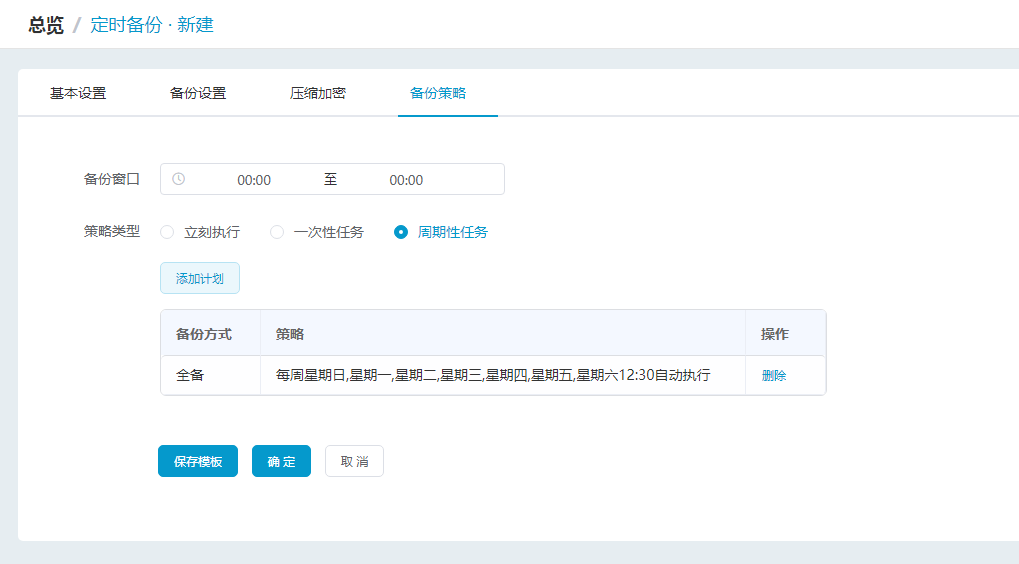 总览 / 定时备份 · 新建
基本设置 备份设置 压缩加密 备份策略
备份窗口 00:00 至 00:00
策略类型 立刻执行 一次性任务 周期性任务
添加计划
备份方式 策略 操作
全备 每周星期日,星期一,星期二,星期三,星期四,星期五,星期六12:30自动执行 删除
保存模板 确 定 取 消